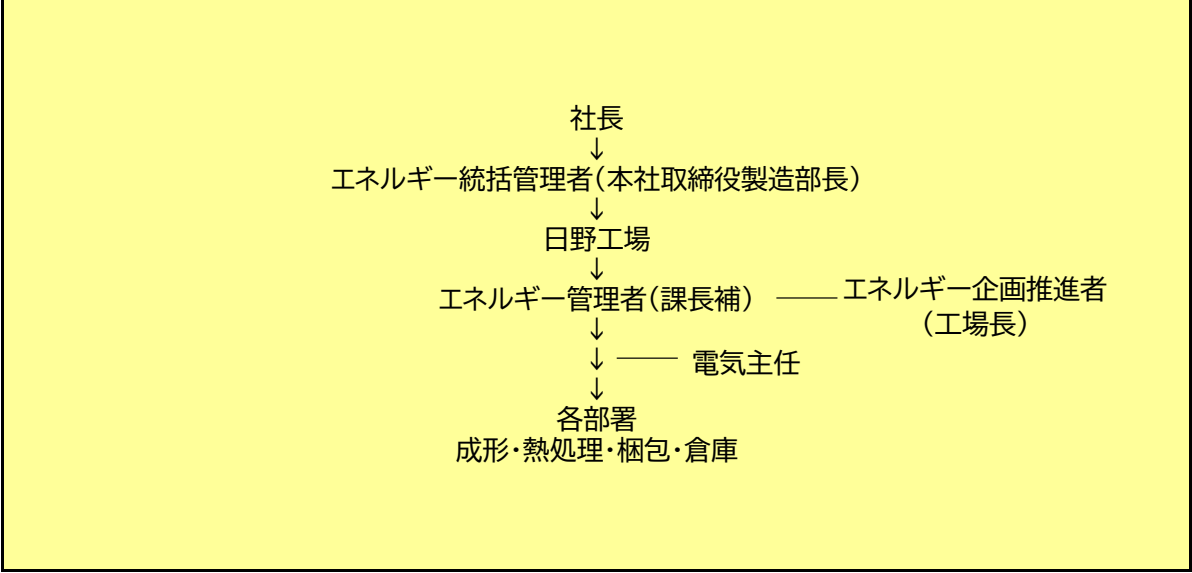 社長
↓
エネルギー統括管理者(本社取締役製造部長)
↓
日野工場
↓
エネルギー管理者(課長補) ―― エネルギー企画推進者
(工場長)
↓
↓ ―― 電気主任
↓
各部署
成形・熱処理・梱包・倉庫